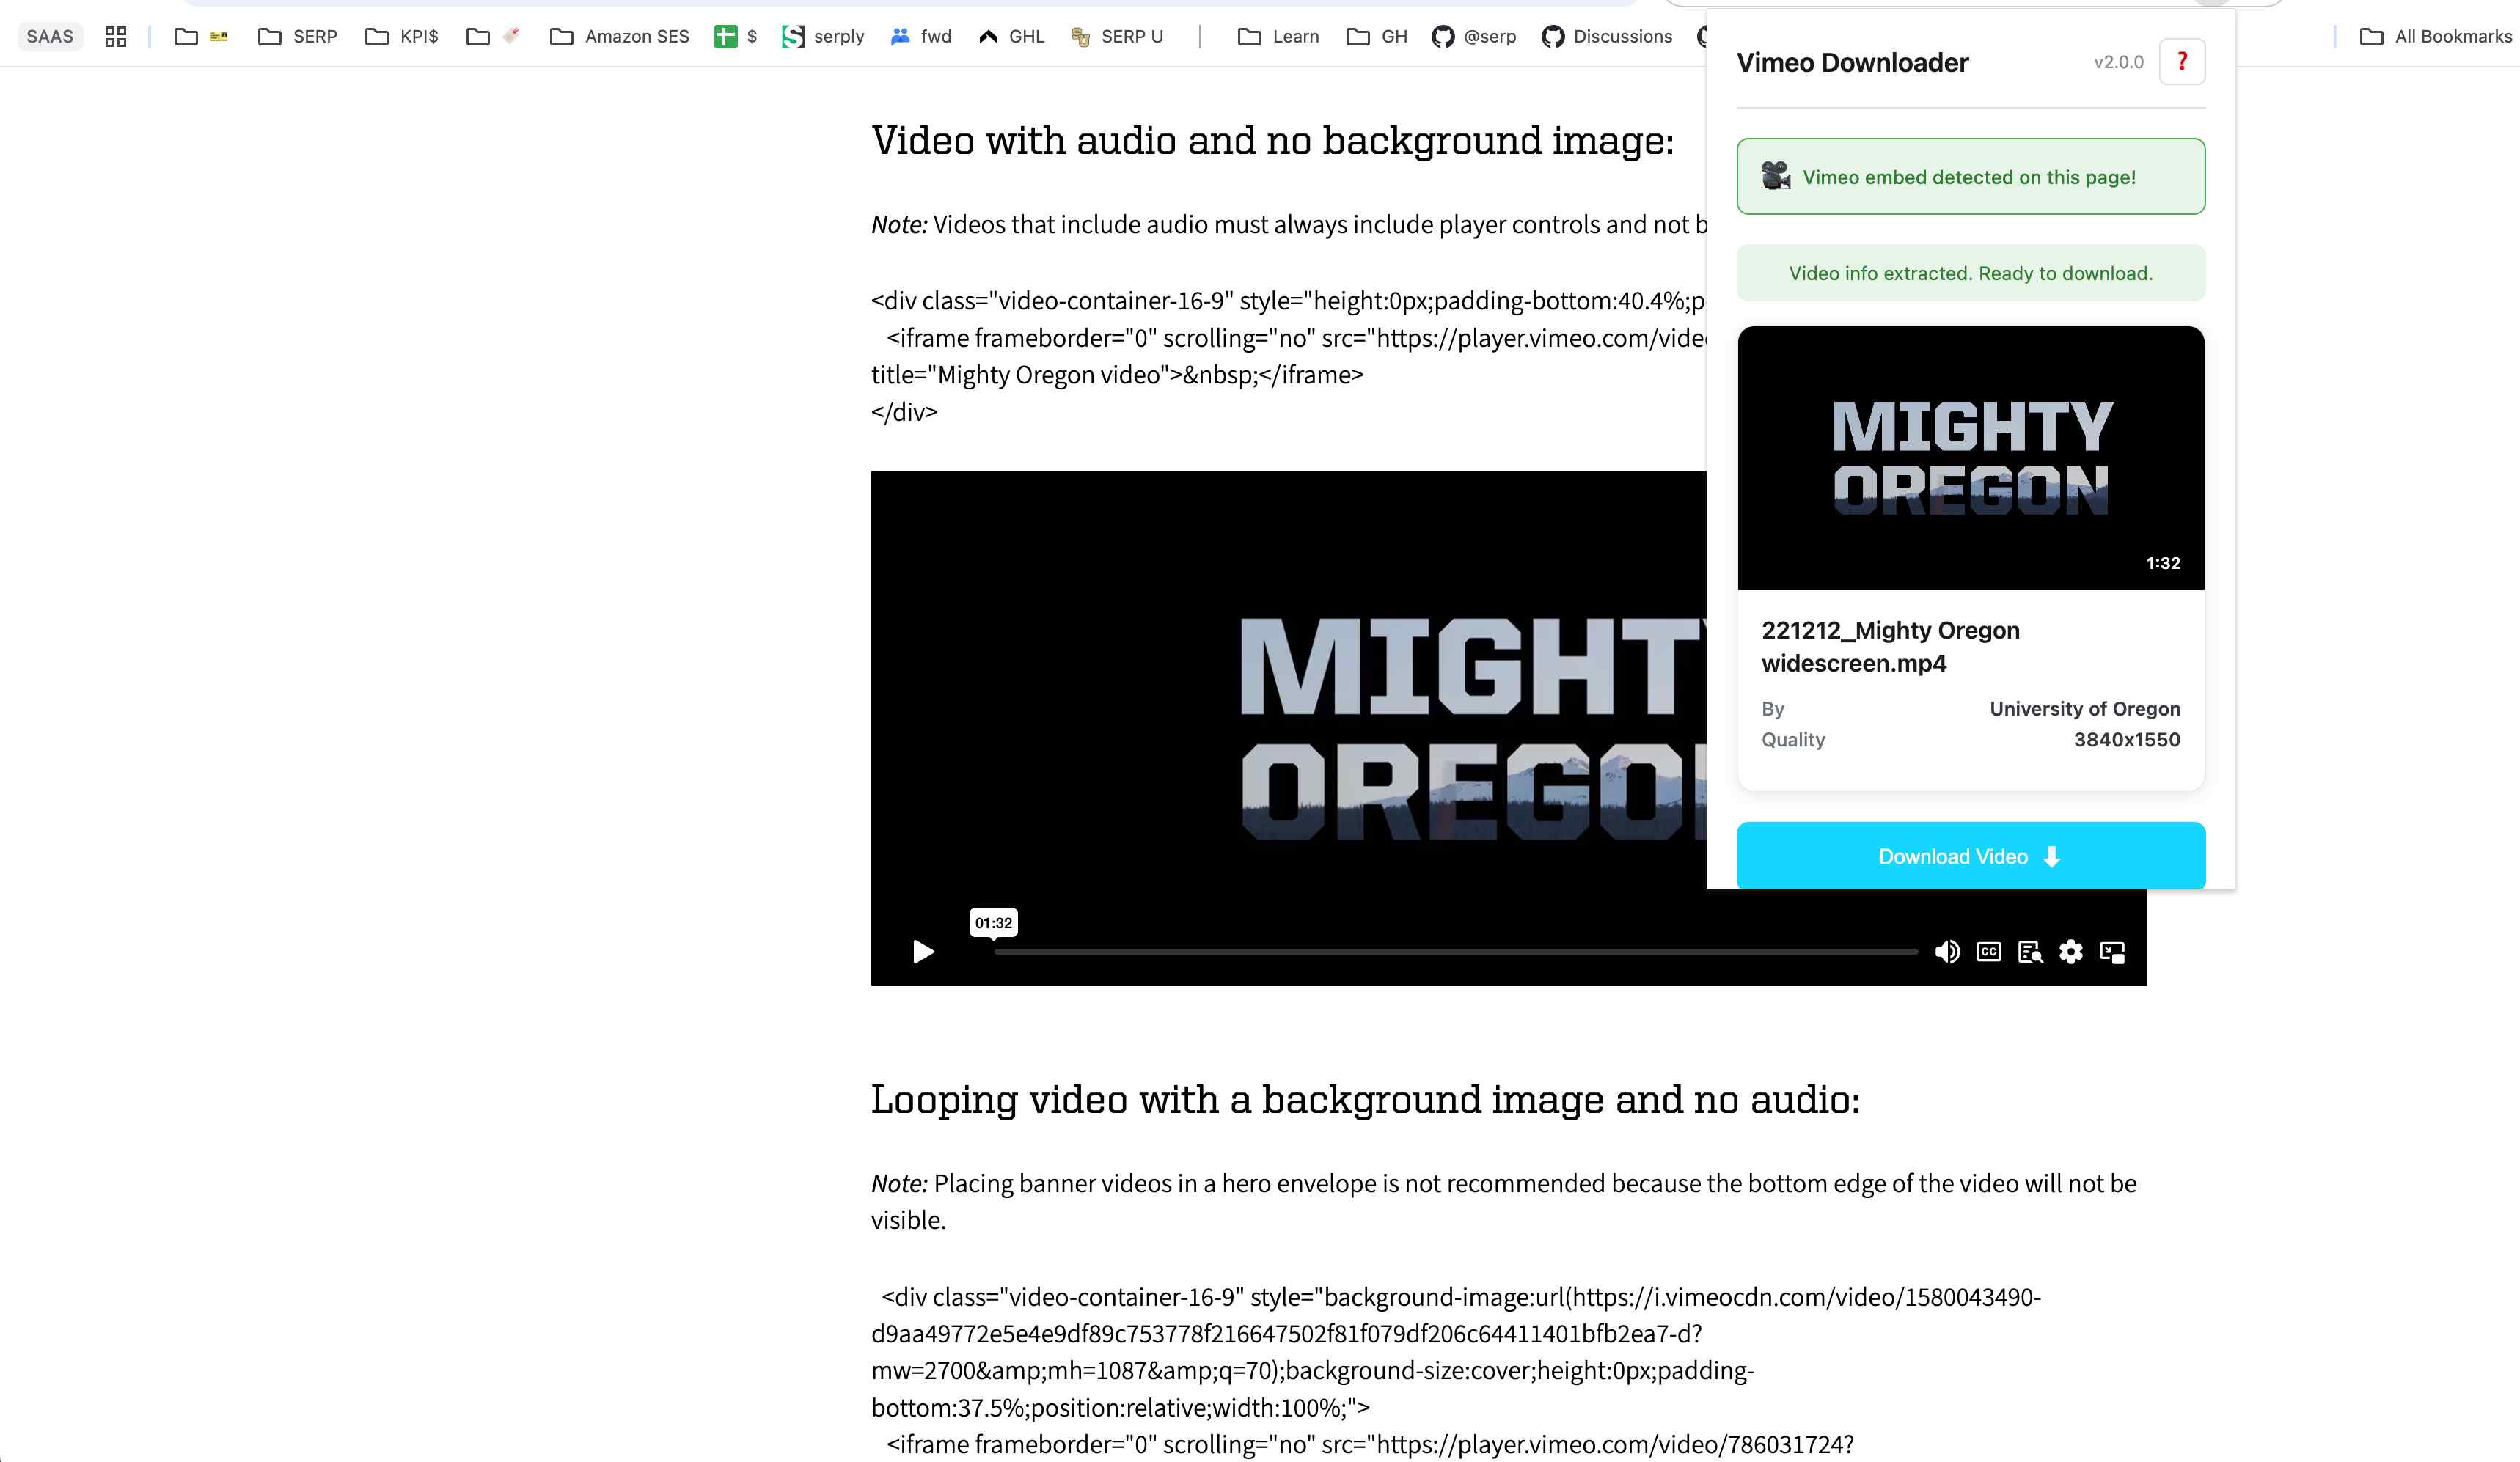 SAAS
SERP
KPI$
Amazon SES
$
serply
fwd
GHL
SERP U
Learn
GH
@serp
Discussions
All Bookmarks
Vimeo Downloader
v2.0.0
?
Vimeo embed detected on this page!
Video info extracted. Ready to download.
MIGHTY
OREGON
1:32
221212_Mighty Oregon
widescreen.mp4
By
University of Oregon
Quality
3840x1550
Download Video
Video with audio and no background image:
Note: Videos that include audio must always include player controls and not b
<div class="video-container-16-9" style="height:0px;padding-bottom:40.4%;p
<iframe frameborder="0" scrolling="no" src="https://player.vimeo.com/vide
title="Mighty Oregon video">&nbsp;</iframe>
</div>
MIGHT
OREGO
01:32
CC
Looping video with a background image and no audio:
Note: Placing banner videos in a hero envelope is not recommended because the bottom edge of the video will not be
visible.
<div class="video-container-16-9" style="background-image:url(https://i.vimeocdn.com/video/1580043490-
d9aa49772e5e4e9df89c753778f216647502f81f079df206c64411401bfb2ea7-d?
mw=2700&amp;mh=1087&amp;q=70);background-size:cover;height:0px;padding-
bottom:37.5%;position:relative;width:100%;">
<iframe frameborder="0" scrolling="no" src="https://player.vimeo.com/video/786031724?